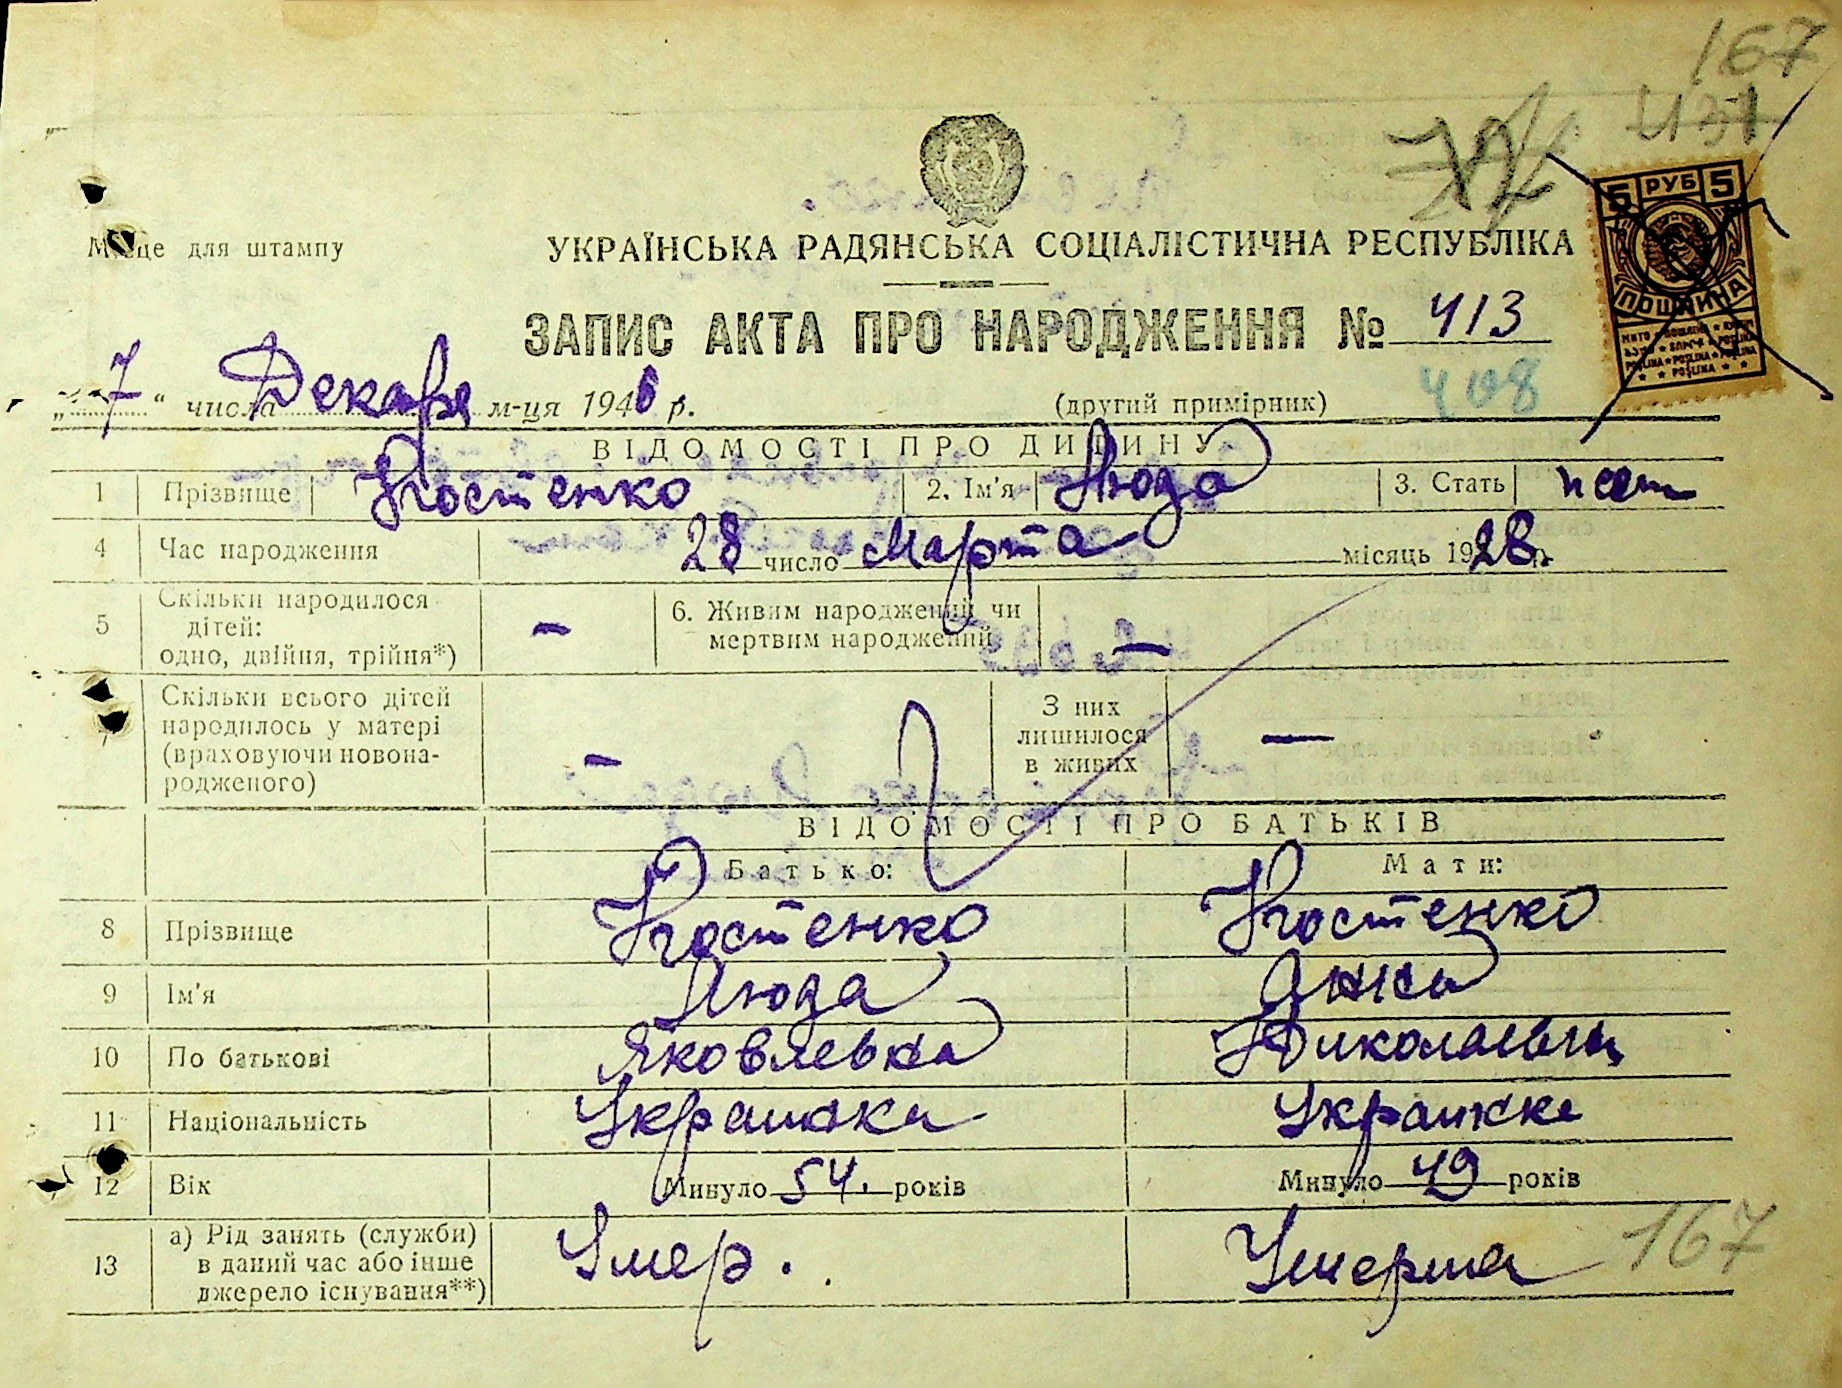 167
431
5 РУБ 5
ПОШЛИНА
Місце для штампу
УКРАЇНСЬКА РАДЯНСЬКА СОЦІАЛІСТИЧНА РЕСПУБЛІКА
ЗАПИС АКТА ПРО НАРОДЖЕННЯ № 413
„7“ числа Декабря м-ця 1946 р. (другий примірник) 408
ВІДОМОСТІ ПРО ДИТИНУ
1 Прізвище Костенко 2. Ім'я Люда 3. Стать жен
4 Час народження 28 число Марта місяць 1928 р.
5 Скільки народилося дітей: одно, двійня, трійня*) — 6. Живим народжений чи мертвим народжений —
Скільки всього дітей народилось у матері (враховуючи новонародженого) — З них лишилося в живих —
ВІДОМОСТІ ПРО БАТЬКІВ
Батько: Мати:
8 Прізвище Костенко Костенко
9 Ім'я Люда Анна
10 По батькові Яковлевна Николаевна
11 Національність Украинка Украинка
12 Вік Минуло 54. років Минуло 49 років
13 а) Рід занять (служби) в даний час або інше джерело існування**) Умер. Умерла 167